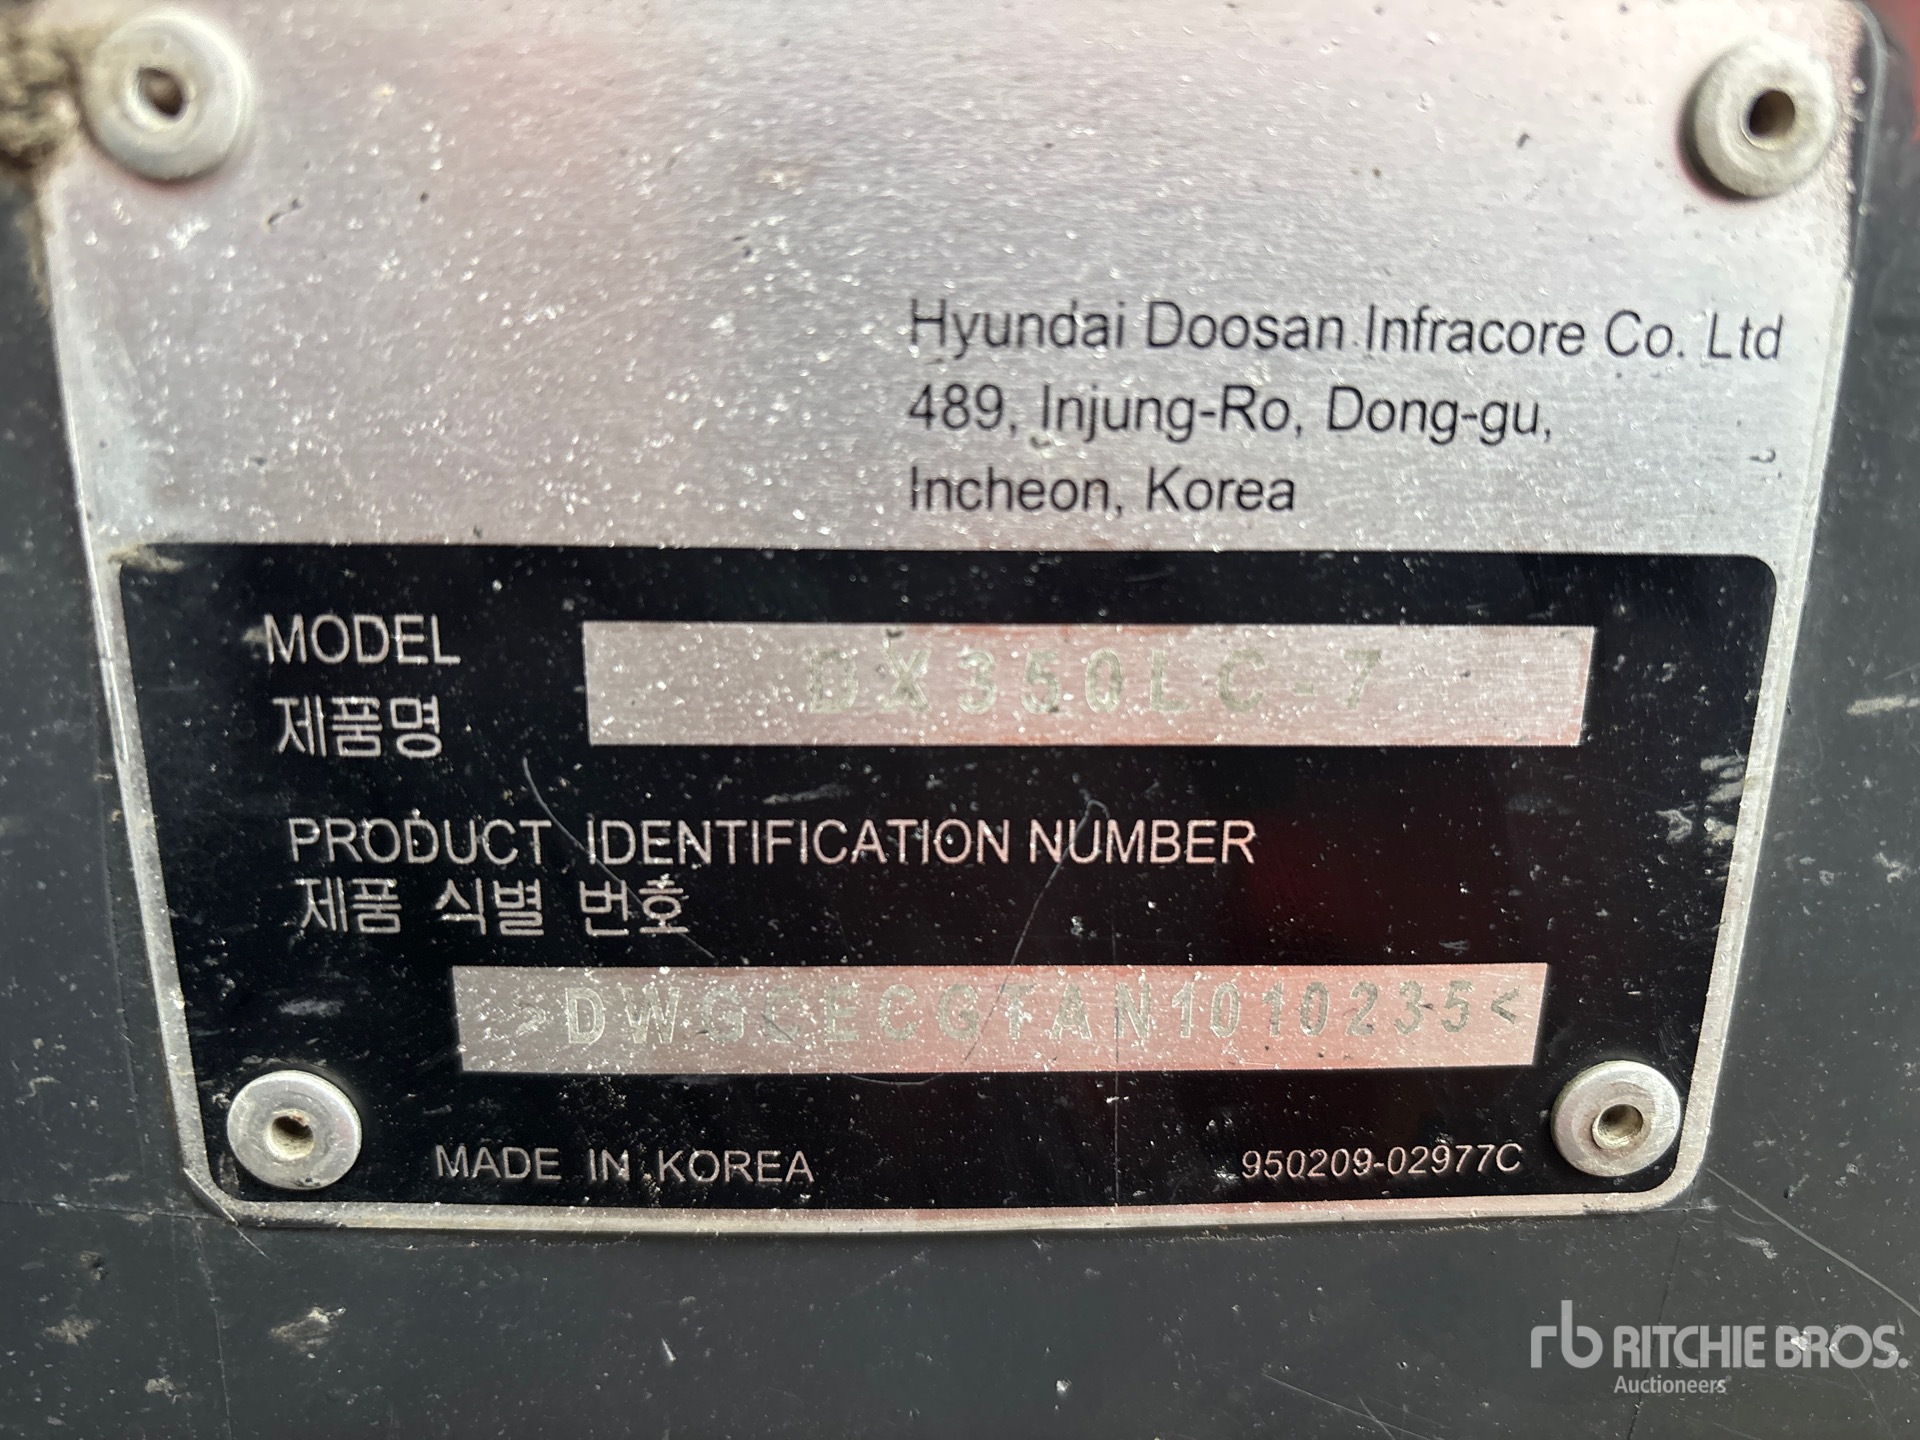 Hyundai Doosan Infracore Co. Ltd
489, Injung-Ro, Dong-gu,
Incheon, Korea
MODEL
제품명
DX350LC-7
PRODUCT IDENTIFICATION NUMBER
제품 식별 번호
>DWGCECGTAN1010235<
MADE IN KOREA
950209-02977C
rb RITCHIE BROS.
Auctioneers